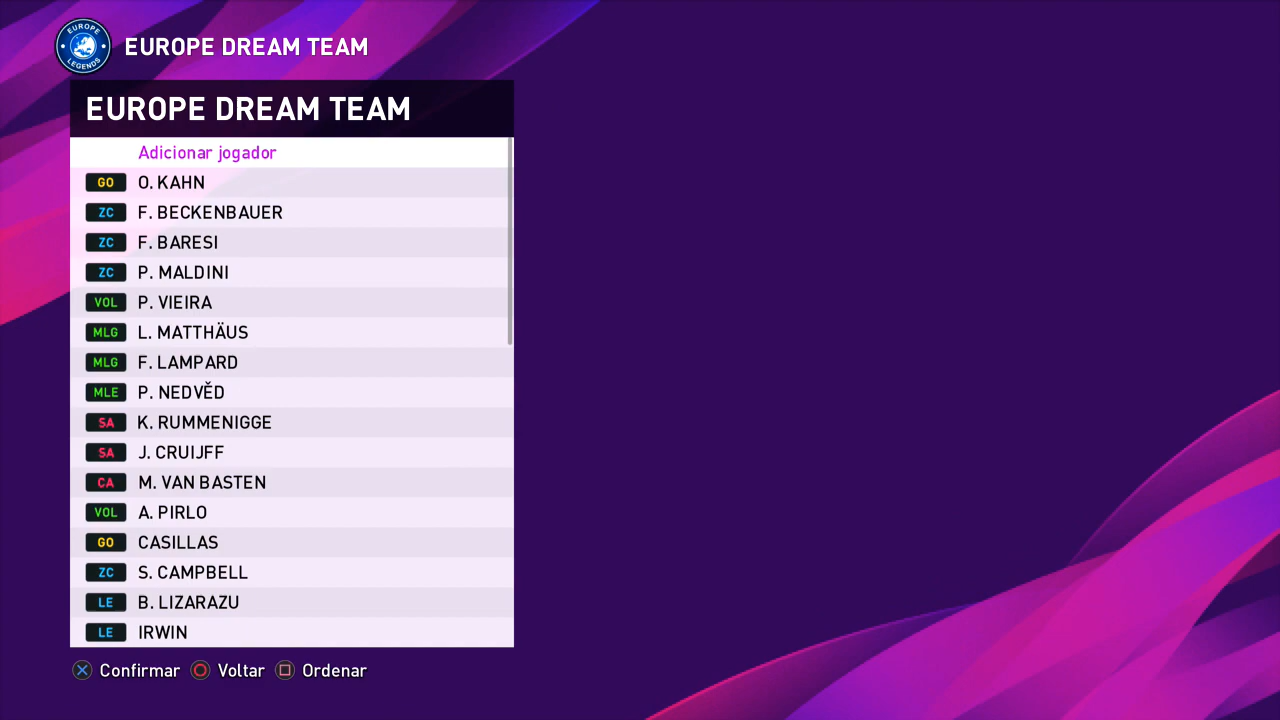 EUROPE
LEGENDS
EUROPE DREAM TEAM
EUROPE DREAM TEAM
Adicionar jogador
GO O. KAHN
ZC F. BECKENBAUER
ZC F. BARESI
ZC P. MALDINI
VOL P. VIEIRA
MLG L. MATTHÄUS
MLG F. LAMPARD
MLE P. NEDVĚD
SA K. RUMMENIGGE
SA J. CRUIJFF
CA M. VAN BASTEN
VOL A. PIRLO
GO CASILLAS
ZC S. CAMPBELL
LE B. LIZARAZU
LE IRWIN
Confirmar Voltar Ordenar